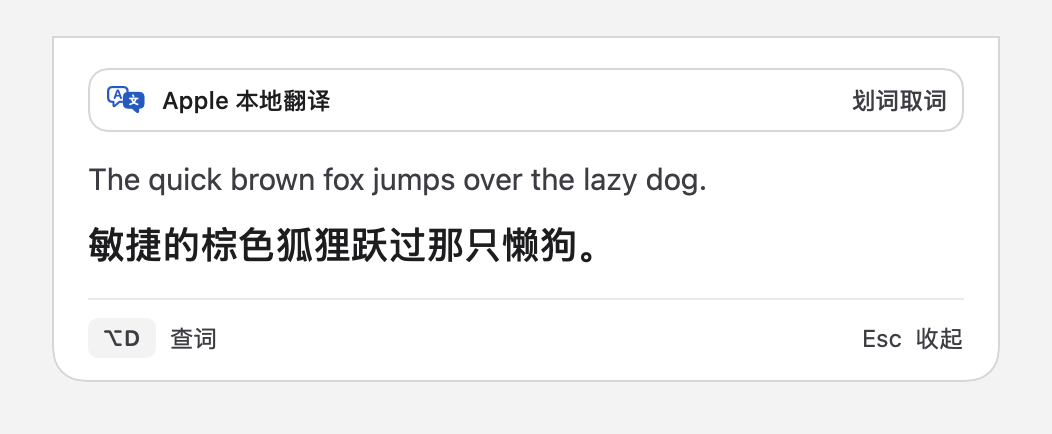 Apple 本地翻译 划词取词
The quick brown fox jumps over the lazy dog.
敏捷的棕色狐狸跃过那只懒狗。
⌥D 查词 Esc 收起